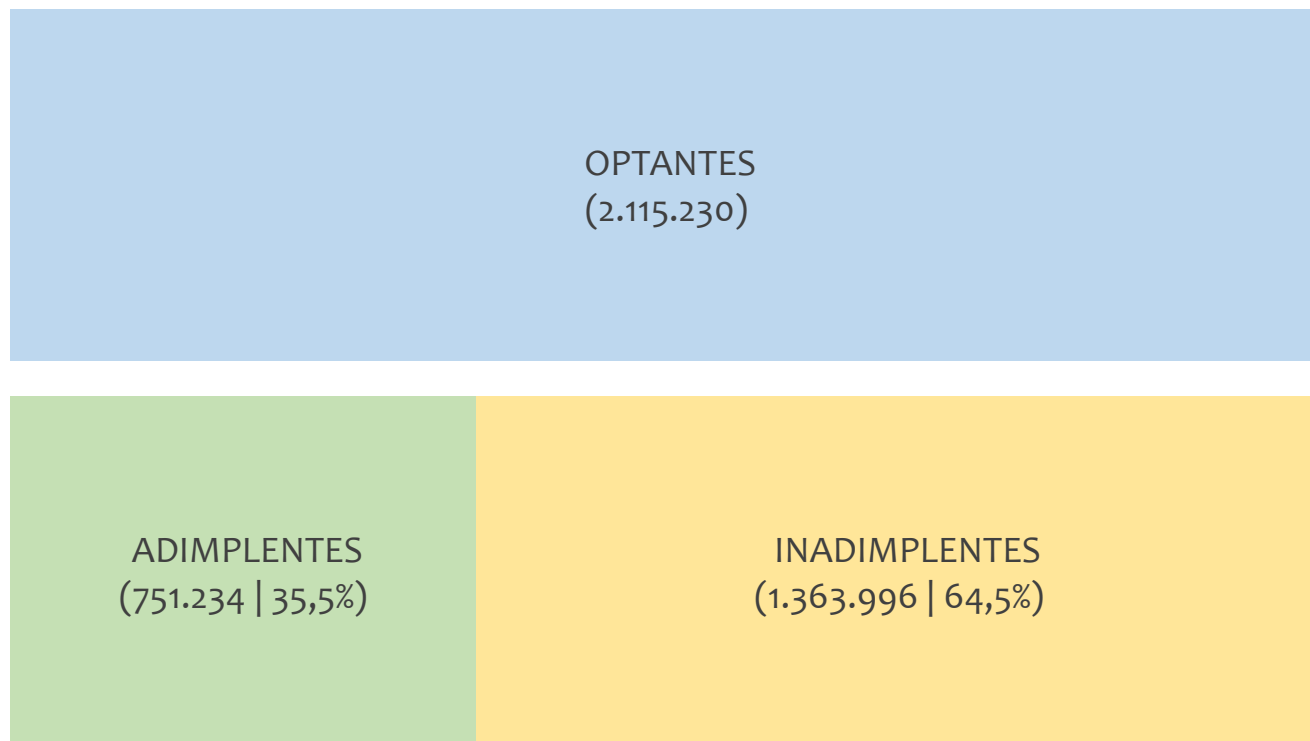 OPTANTES
(2.115.230)
ADIMPLENTES
(751.234 | 35,5%)
INADIMPLENTES
(1.363.996 | 64,5%)